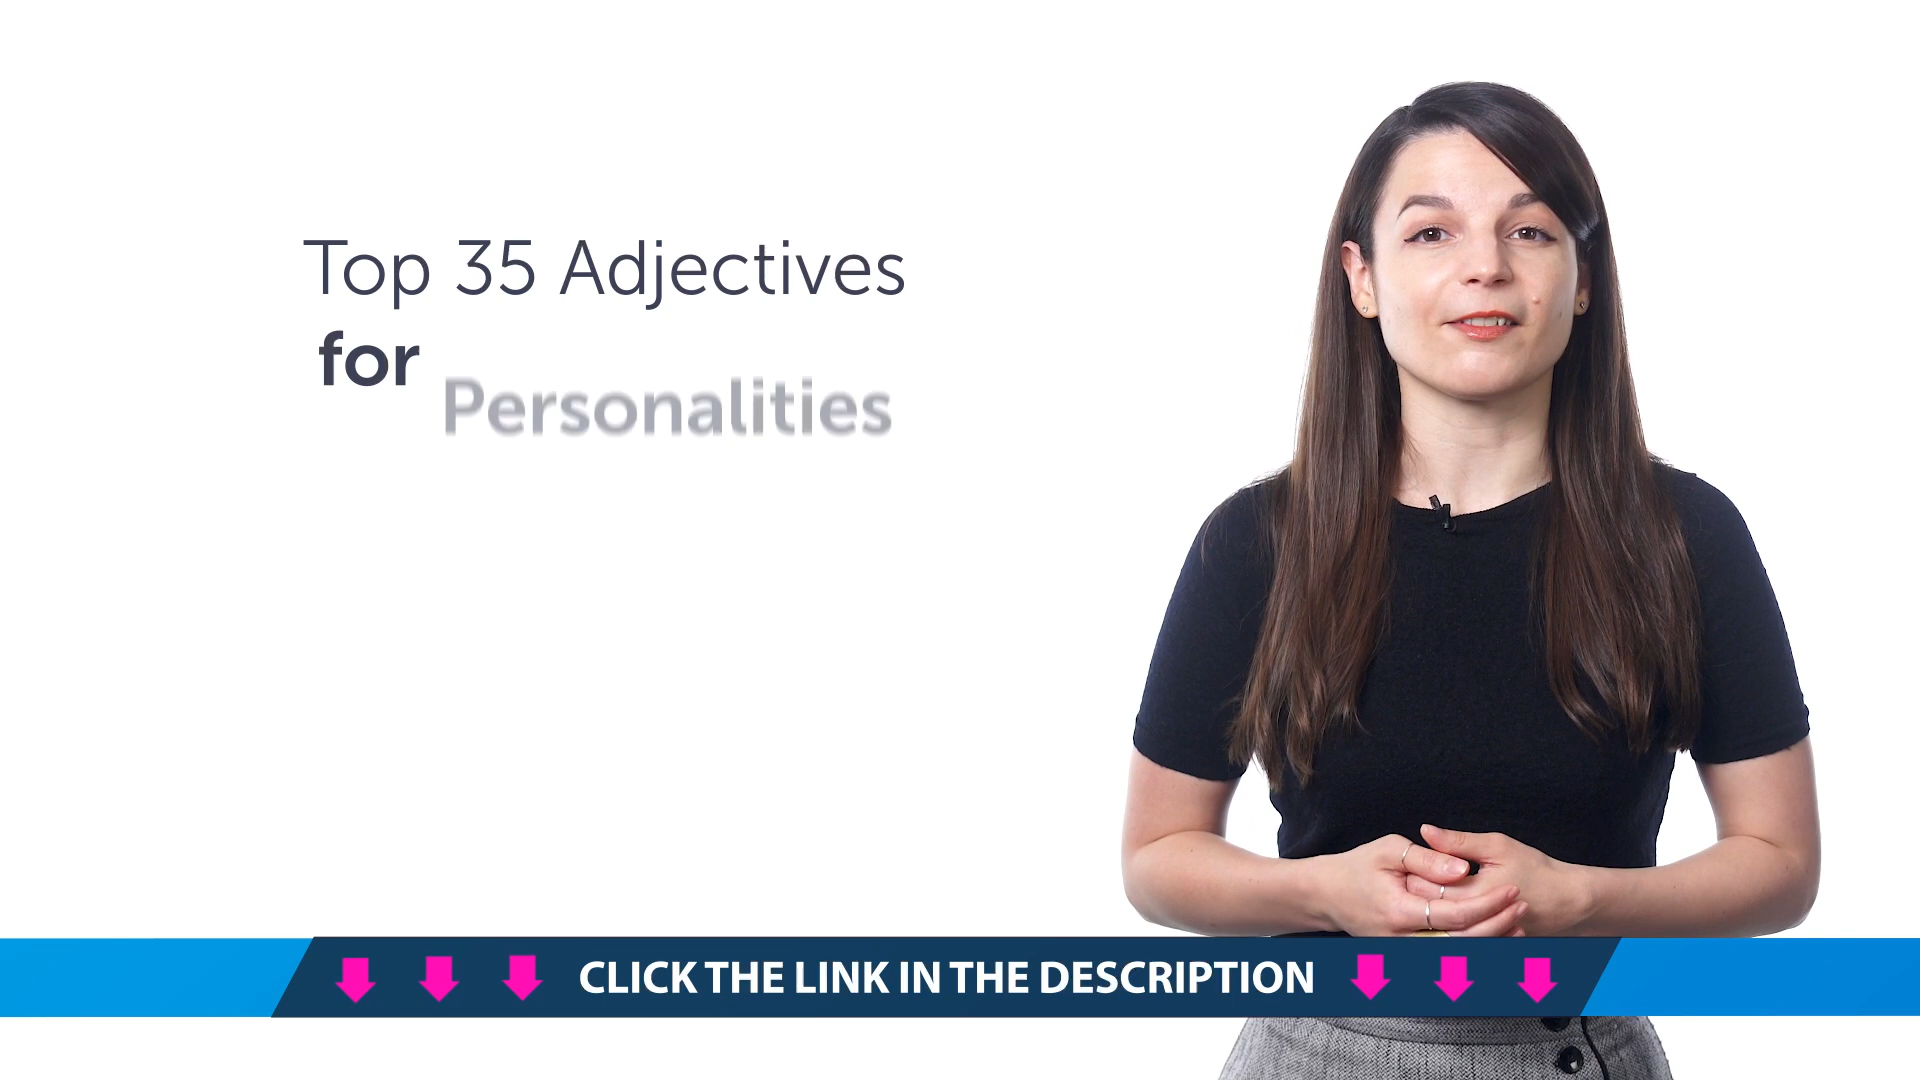 Top 35 Adjectives
for Personalities
CLICK THE LINK IN THE DESCRIPTION